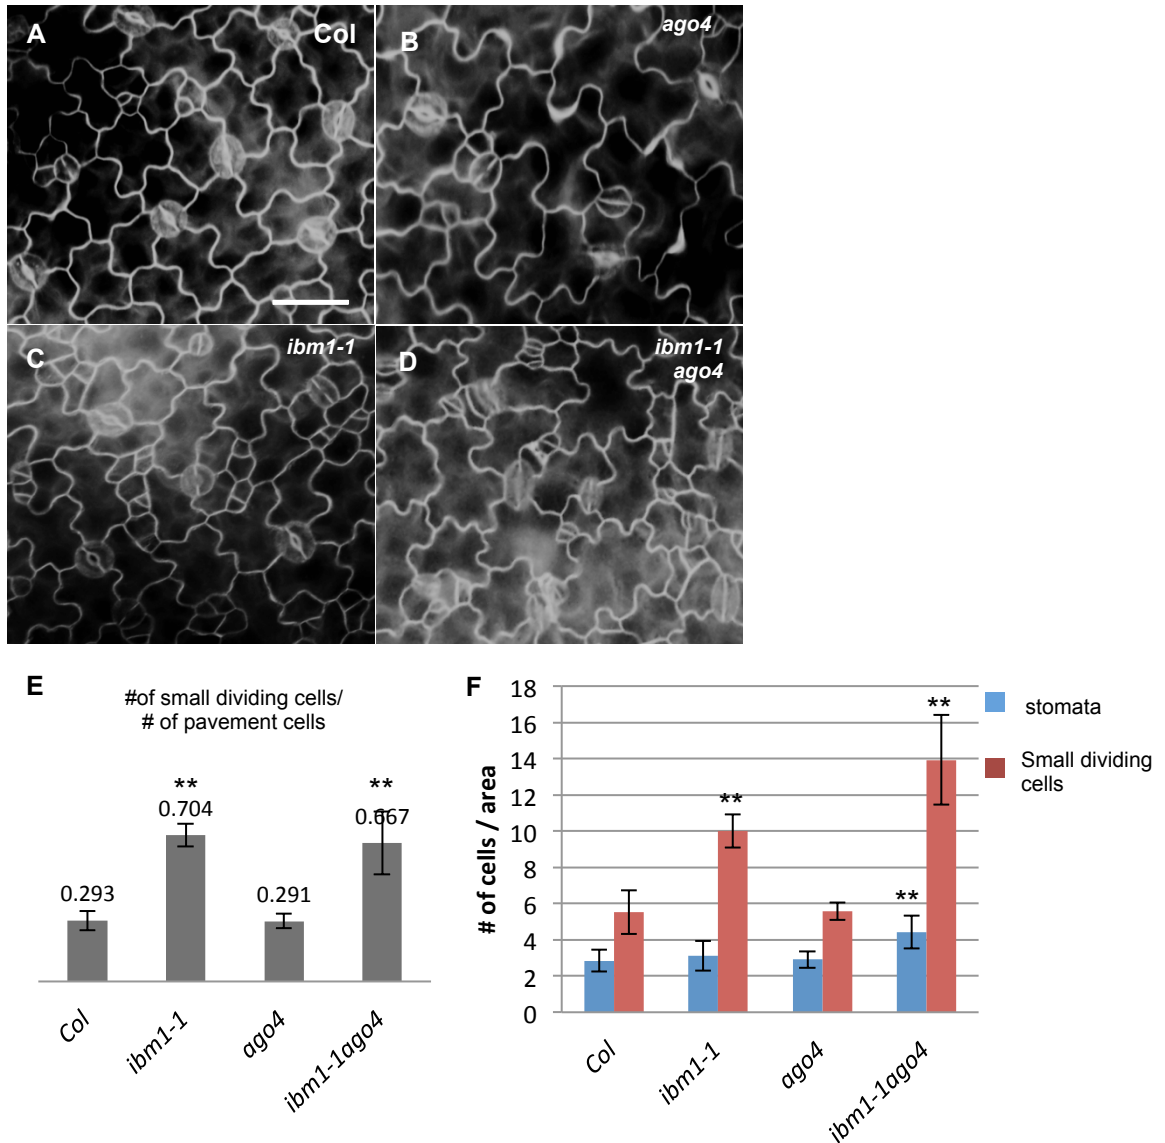 A
Col
B
ago4
C
ibm1-1
D
ibm1-1
ago4
E
#of small dividing cells/
# of pavement cells
**
0.704
**
0.667
0.293
0.291
Col
ibm1-1
ago4
ibm1-1ago4
F
# of cells / area
18
16
14
12
10
8
6
4
2
0
**
**
**
Col
ibm1-1
ago4
ibm1-1ago4
stomata
Small dividing
cells